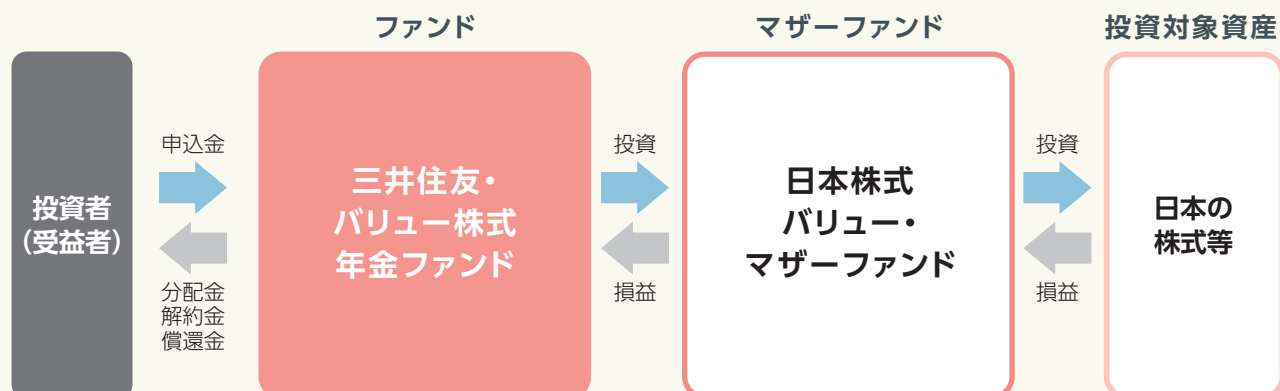 ファンド
マザーファンド
投資対象資産
投資者
（受益者）
申込金
分配金
解約金
償還金
三井住友・
バリュー株式
年金ファンド
投資
損益
日本株式
バリュー・
マザーファンド
投資
損益
日本の
株式等